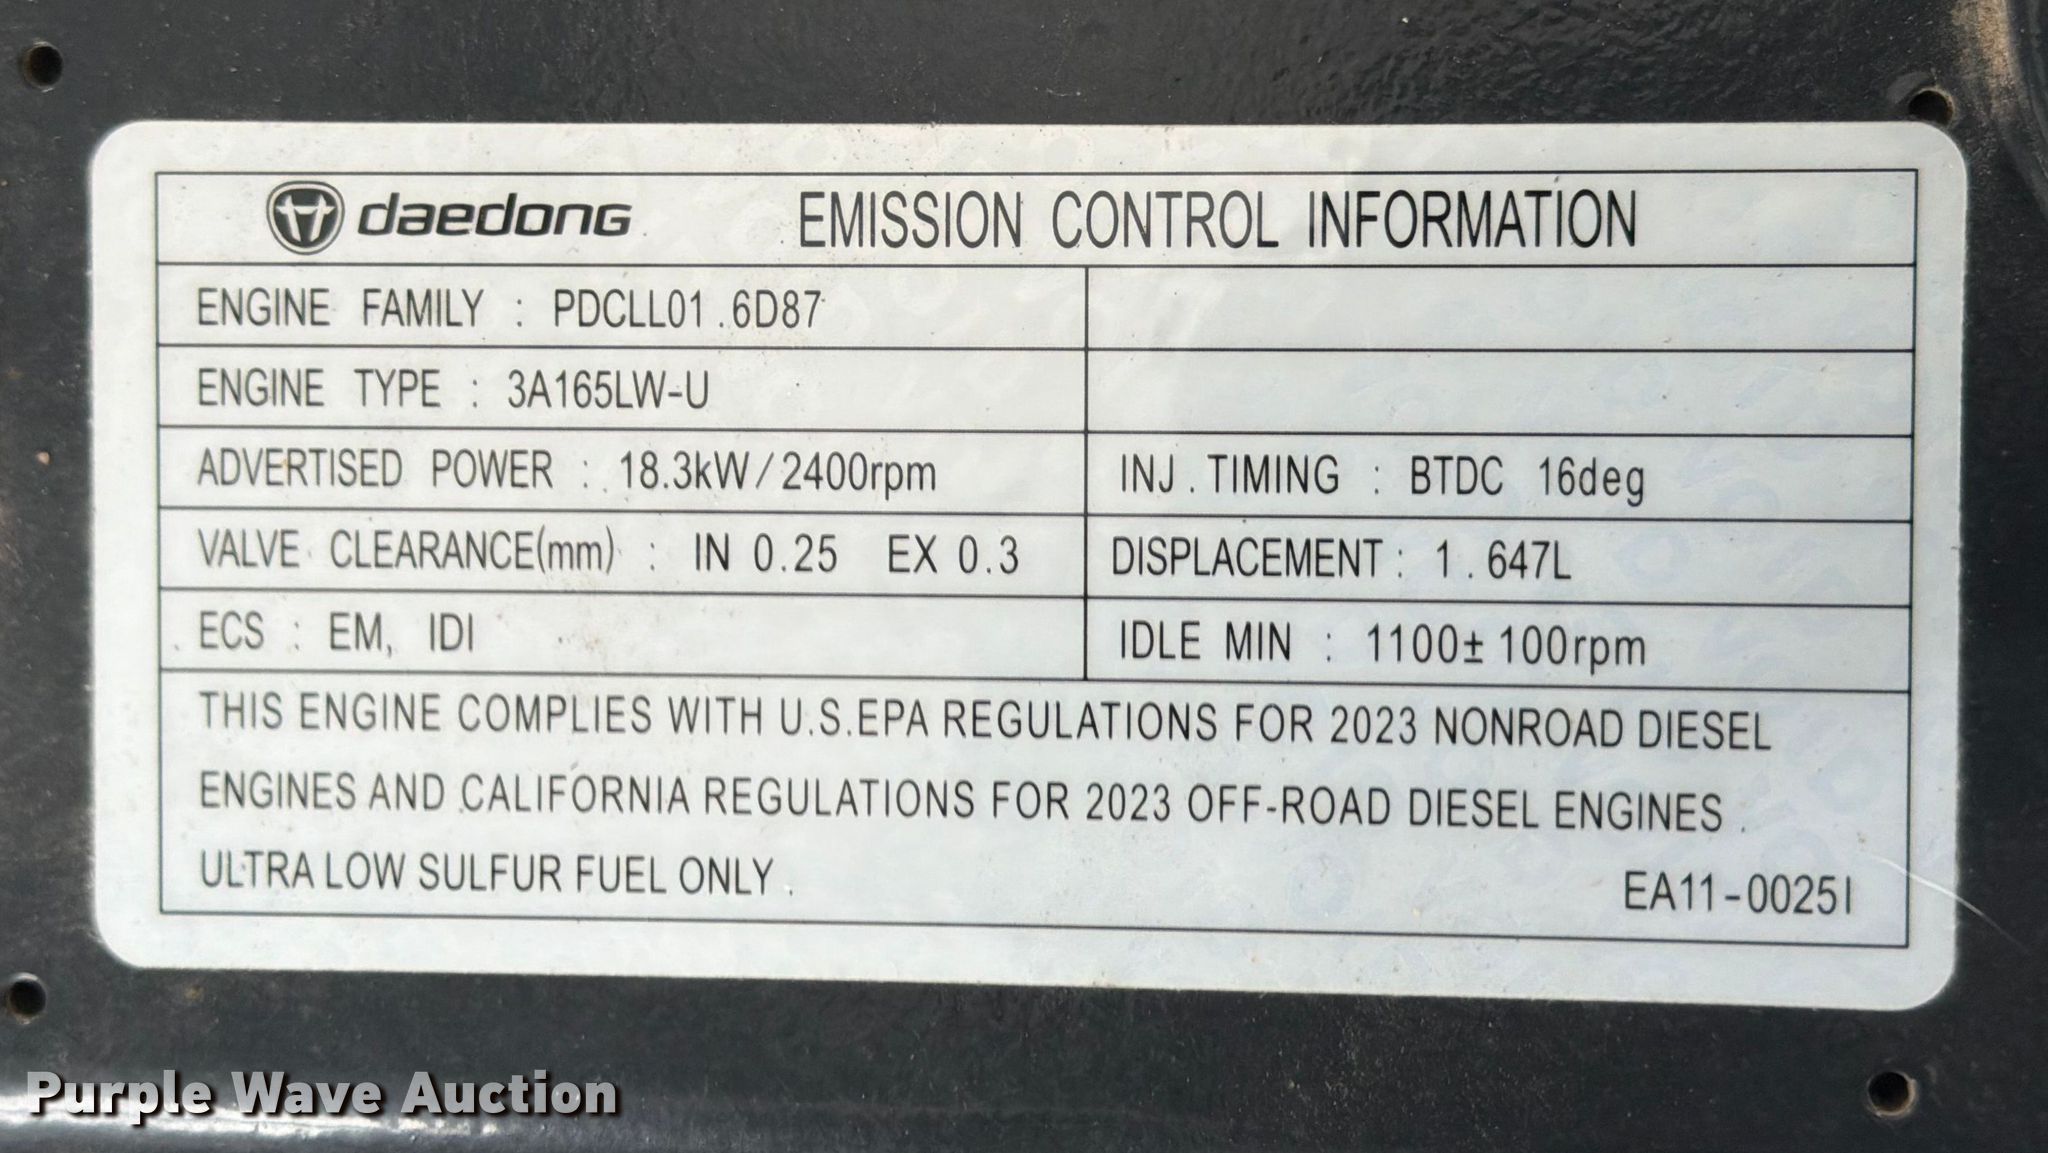 daedong EMISSION CONTROL INFORMATION
ENGINE FAMILY : PDCLL01.6D87
ENGINE TYPE : 3A165LW-U
ADVERTISED POWER : 18.3kW/2400rpm INJ.TIMING : BTDC 16deg
VALVE CLEARANCE(mm) : IN 0.25 EX 0.3 DISPLACEMENT : 1.647L
ECS : EM, IDI IDLE MIN : 1100±100rpm
THIS ENGINE COMPLIES WITH U.S.EPA REGULATIONS FOR 2023 NONROAD DIESEL
ENGINES AND CALIFORNIA REGULATIONS FOR 2023 OFF-ROAD DIESEL ENGINES.
ULTRA LOW SULFUR FUEL ONLY. EA11-0025I
Purple Wave Auction